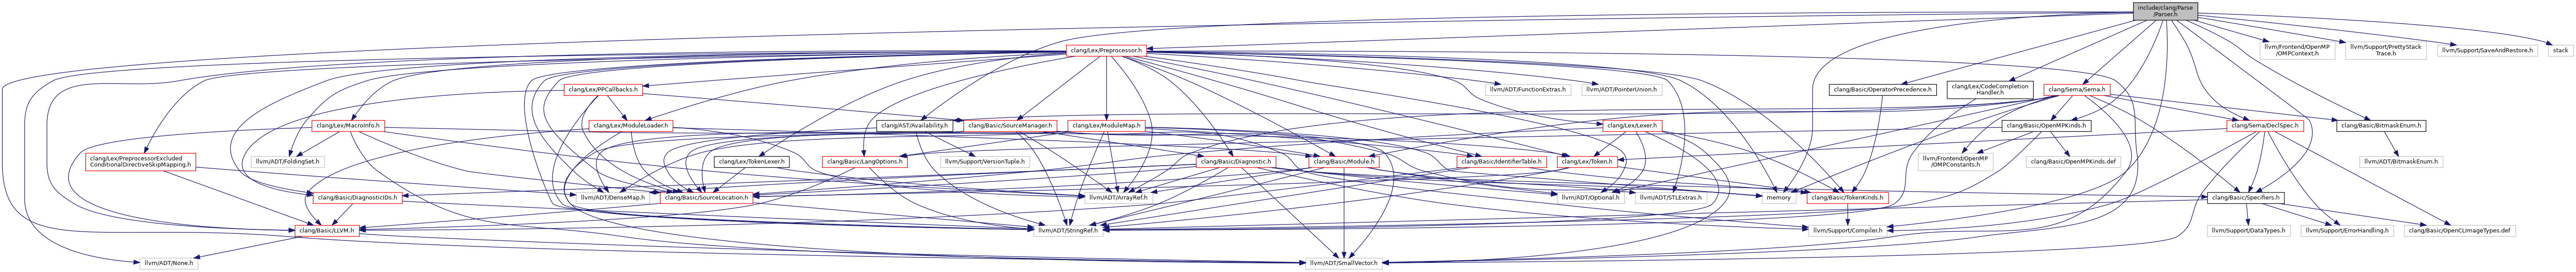 include/clang/Parse
/Parser.h
clang/Lex/Preprocessor.h
llvm/Frontend/OpenMP
/OMPContext.h
llvm/Support/PrettyStack
Trace.h
llvm/Support/SaveAndRestore.h
stack
clang/Lex/PPCallbacks.h
llvm/ADT/FunctionExtras.h
llvm/ADT/PointerUnion.h
clang/Basic/OperatorPrecedence.h
clang/Lex/CodeCompletion
Handler.h
clang/Sema/Sema.h
clang/Lex/MacroInfo.h
clang/Lex/ModuleLoader.h
clang/AST/Availability.h
clang/Basic/SourceManager.h
clang/Lex/ModuleMap.h
clang/Lex/Lexer.h
clang/Basic/OpenMPKinds.h
clang/Sema/DeclSpec.h
clang/Basic/BitmaskEnum.h
clang/Lex/PreprocessorExcluded
ConditionalDirectiveSkipMapping.h
llvm/ADT/FoldingSet.h
clang/Lex/TokenLexer.h
clang/Basic/LangOptions.h
llvm/Support/VersionTuple.h
clang/Basic/Diagnostic.h
clang/Basic/Module.h
clang/Basic/IdentifierTable.h
clang/Lex/Token.h
llvm/Frontend/OpenMP
/OMPConstants.h
clang/Basic/OpenMPKinds.def
llvm/ADT/BitmaskEnum.h
clang/Basic/DiagnosticIDs.h
llvm/ADT/DenseMap.h
clang/Basic/SourceLocation.h
llvm/ADT/ArrayRef.h
llvm/ADT/Optional.h
llvm/ADT/STLExtras.h
memory
clang/Basic/TokenKinds.h
clang/Basic/Specifiers.h
clang/Basic/LLVM.h
llvm/ADT/StringRef.h
llvm/Support/Compiler.h
llvm/Support/DataTypes.h
llvm/Support/ErrorHandling.h
clang/Basic/OpenCLImageTypes.def
llvm/ADT/None.h
llvm/ADT/SmallVector.h